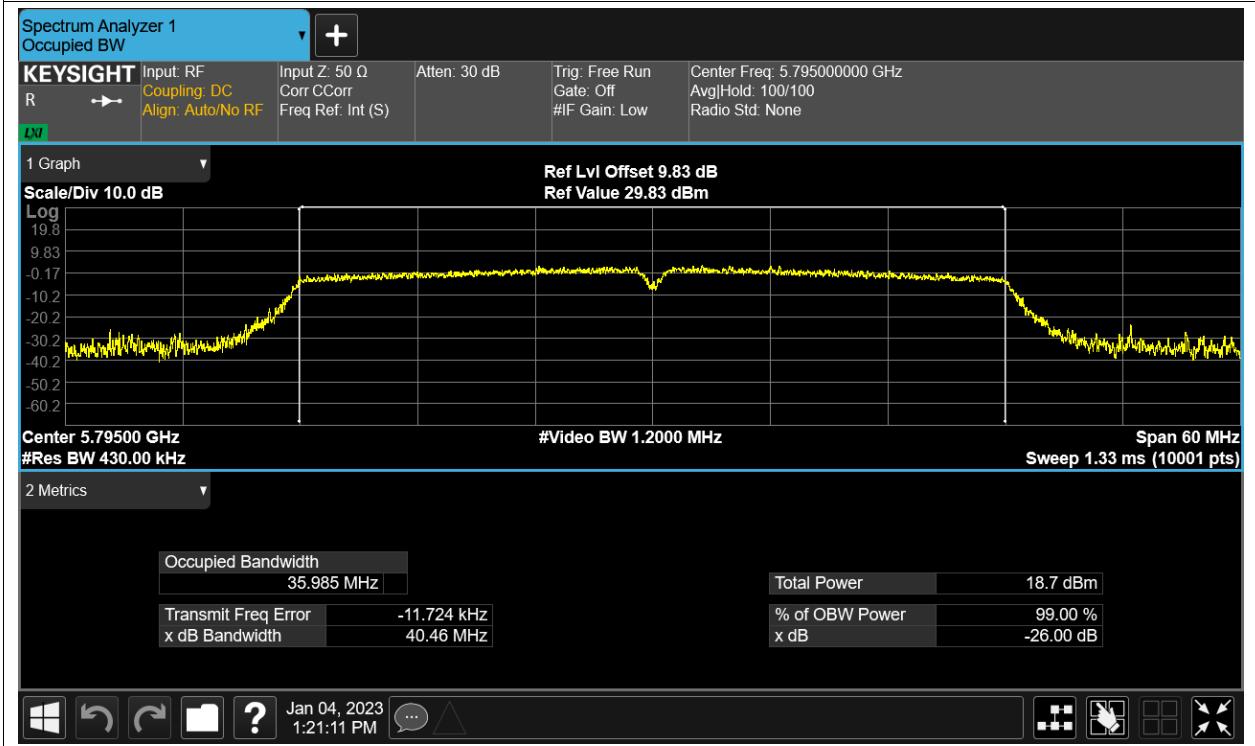 Spectrum Analyzer 1
Occupied BW
KEYSIGHT
R
LXI
Input: RF
Coupling: DC
Align: Auto/No RF
Input Z: 50 Ω
Corr CCorr
Freq Ref: Int (S)
Atten: 30 dB
Trig: Free Run
Gate: Off
#IF Gain: Low
Center Freq: 5.795000000 GHz
Avg|Hold: 100/100
Radio Std: None
1 Graph
Scale/Div 10.0 dB
Ref Lvl Offset 9.83 dB
Ref Value 29.83 dBm
Log
19.8
9.83
-0.17
-10.2
-20.2
-30.2
-40.2
-50.2
-60.2
Center 5.79500 GHz
#Video BW 1.2000 MHz
Span 60 MHz
#Res BW 430.00 kHz
Sweep 1.33 ms (10001 pts)
2 Metrics
Occupied Bandwidth
35.985 MHz
Total Power 18.7 dBm
Transmit Freq Error -11.724 kHz
% of OBW Power 99.00 %
x dB Bandwidth 40.46 MHz
x dB -26.00 dB
?
Jan 04, 2023
1:21:11 PM